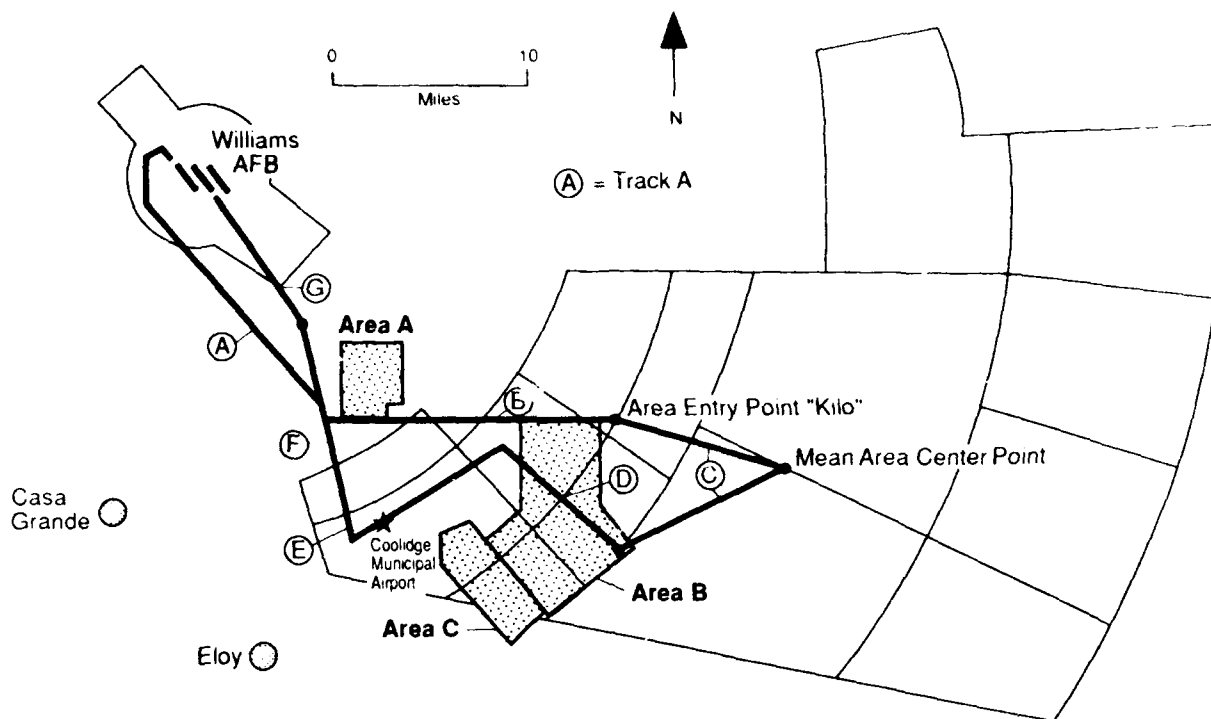 0 10
Miles
N
Williams
AFB
Ⓐ = Track A
Ⓖ
Area A
Ⓐ
Ⓕ
Area Entry Point "Kilo"
Mean Area Center Point
Ⓒ
Ⓓ
Casa
Grande
Ⓔ
Coolidge
Municipal
Airport
Area B
Area C
Eloy